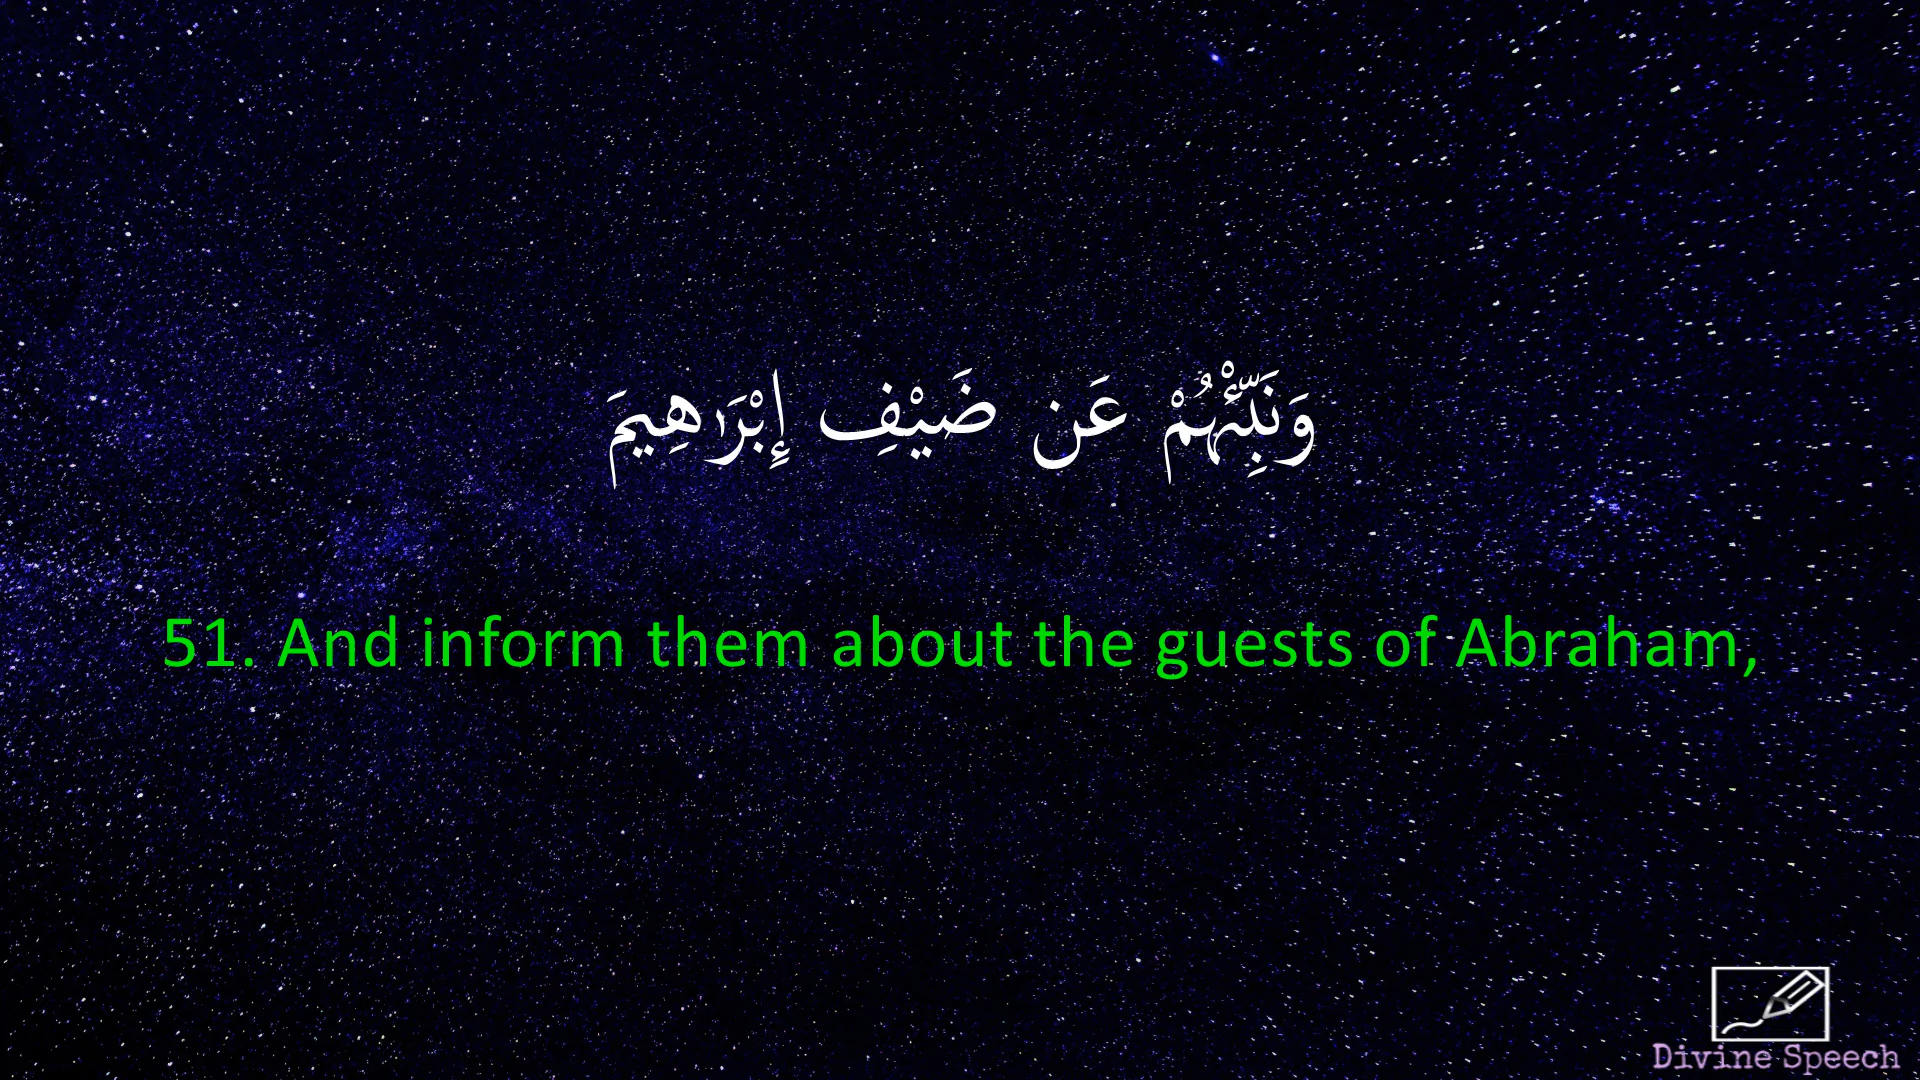 وَنَبِّئْهُمْ عَن ضَيْفِ إِبْرَاهِيمَ
51. And inform them about the guests of Abraham,
Divine Speech